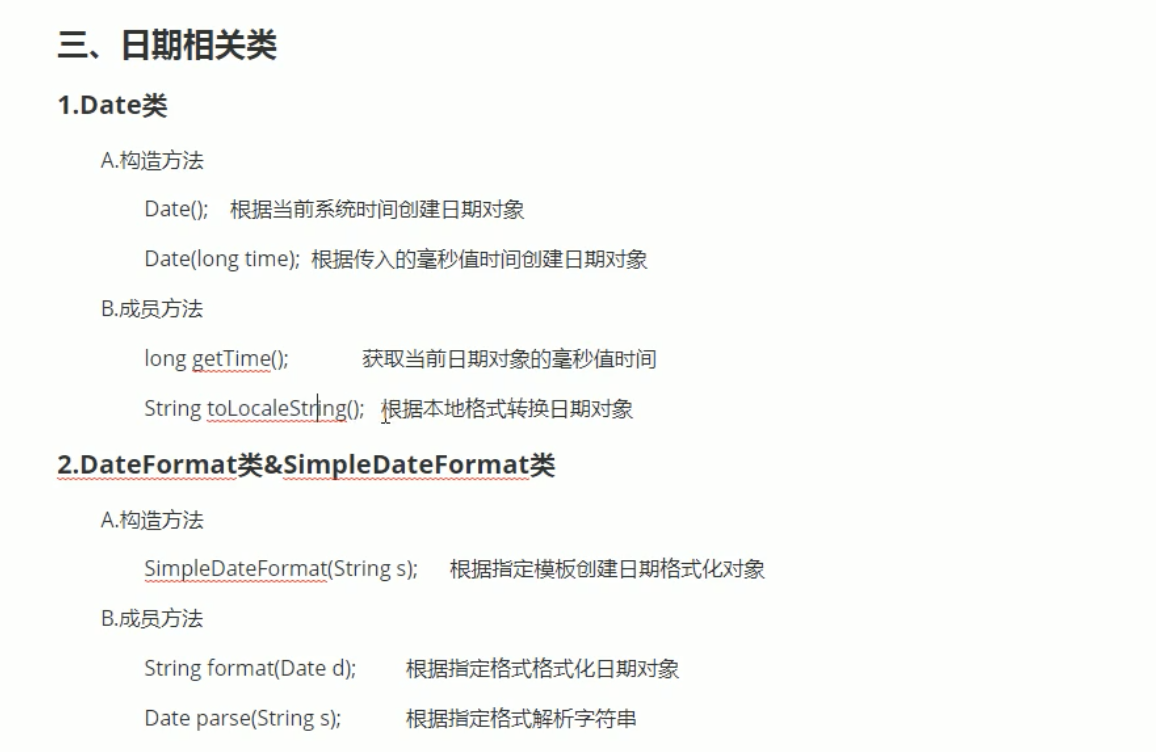 三、日期相关类
1.Date类
A.构造方法
Date(); 根据当前系统时间创建日期对象
Date(long time); 根据传入的毫秒值时间创建日期对象
B.成员方法
long getTime(); 获取当前日期对象的毫秒值时间
String toLocaleString(); 根据本地格式转换日期对象
2.DateFormat类&SimpleDateFormat类
A.构造方法
SimpleDateFormat(String s); 根据指定模板创建日期格式化对象
B.成员方法
String format(Date d); 根据指定格式格式化日期对象
Date parse(String s); 根据指定格式解析字符串